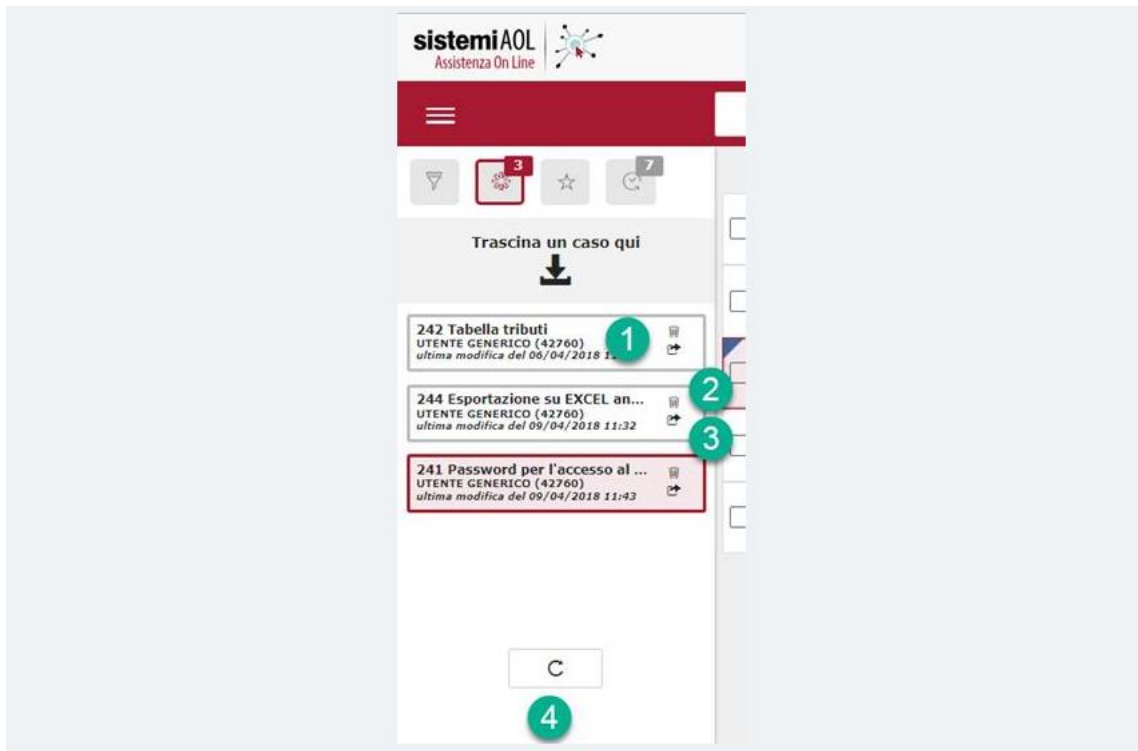 sistemiAOL
Assistenza On Line
3
7
Trascina un caso qui
242 Tabella tributi
UTENTE GENERICO (42760)
ultima modifica del 06/04/2018
1
2
244 Esportazione su EXCEL an...
UTENTE GENERICO (42760)
ultima modifica del 09/04/2018 11:32
3
241 Password per l'accesso al ...
UTENTE GENERICO (42760)
ultima modifica del 09/04/2018 11:43
4